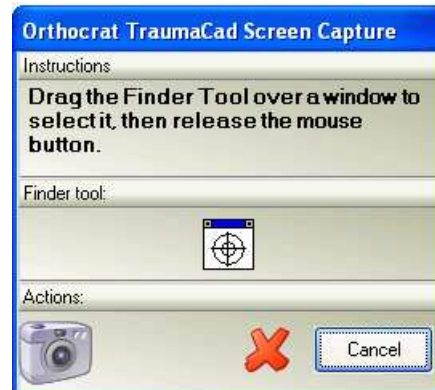 Orthocrat TraumaCad Screen Capture
Instructions
Drag the Finder Tool over a window to
select it, then release the mouse
button.
Finder tool:
Actions:
Cancel